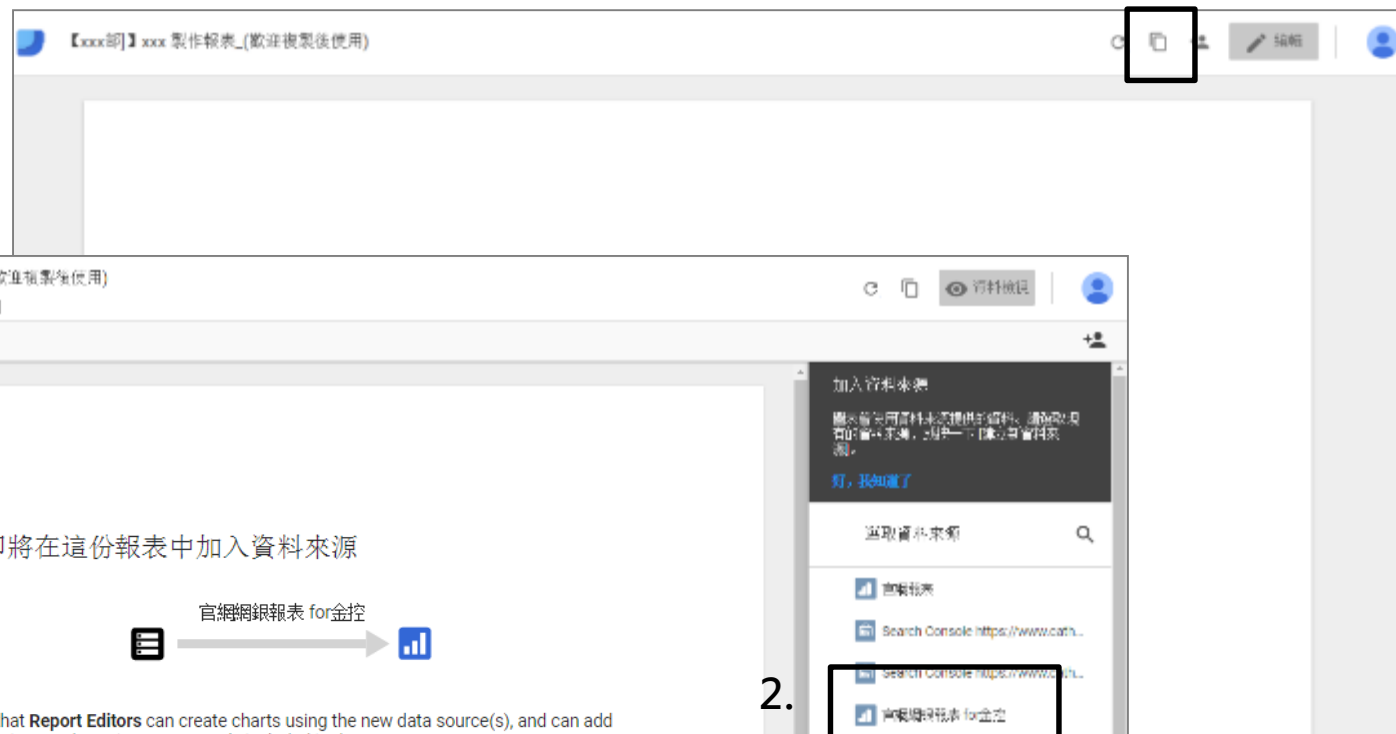 【xxx部】xxx 製作報表_(歡迎複製後使用)
編輯
歡迎複製後使用)
資料檢視
加入資料來源
好，我知道了
選取資料來源
將在這份報表中加入資料來源
官網報表
官網網銀報表 for金控
Search Console https://www.cath...
Search Console https://www.cath...
2.
官網網銀報表 for金控
hat Report Editors can create charts using the new data source(s), and can add